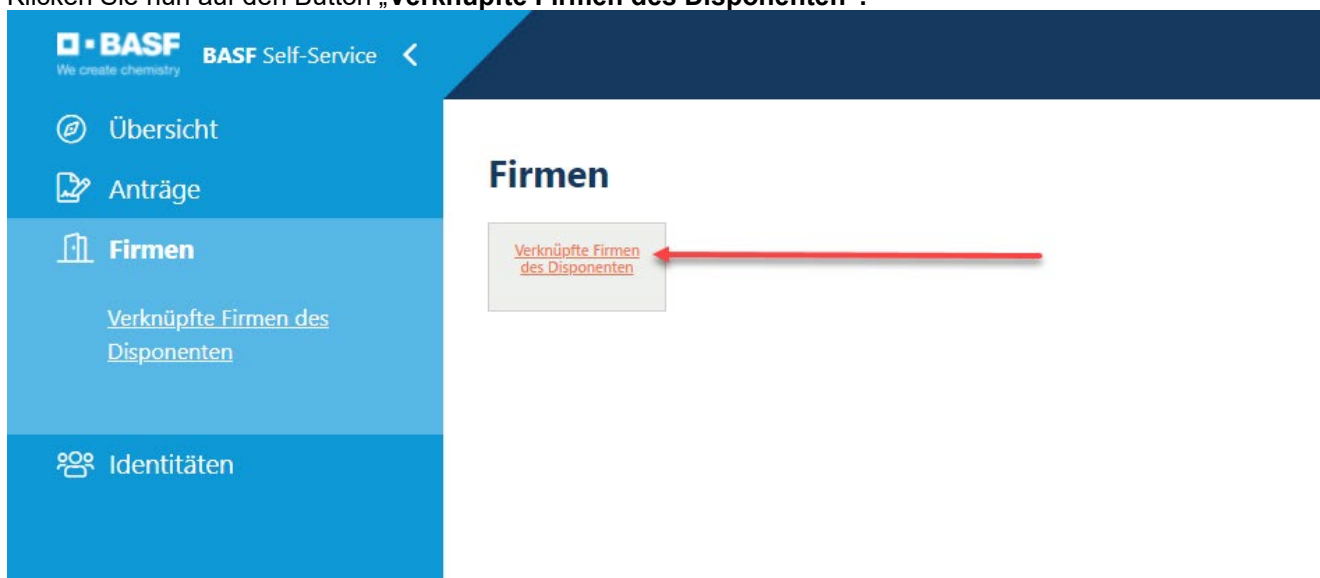 Klicken Sie nun auf den Button „Verknüpfte Firmen des Disponenten“.
BASF
We create chemistry
BASF Self-Service
Übersicht
Anträge
Firmen
Verknüpfte Firmen des
Disponenten
Identitäten
Firmen
Verknüpfte Firmen
des Disponenten